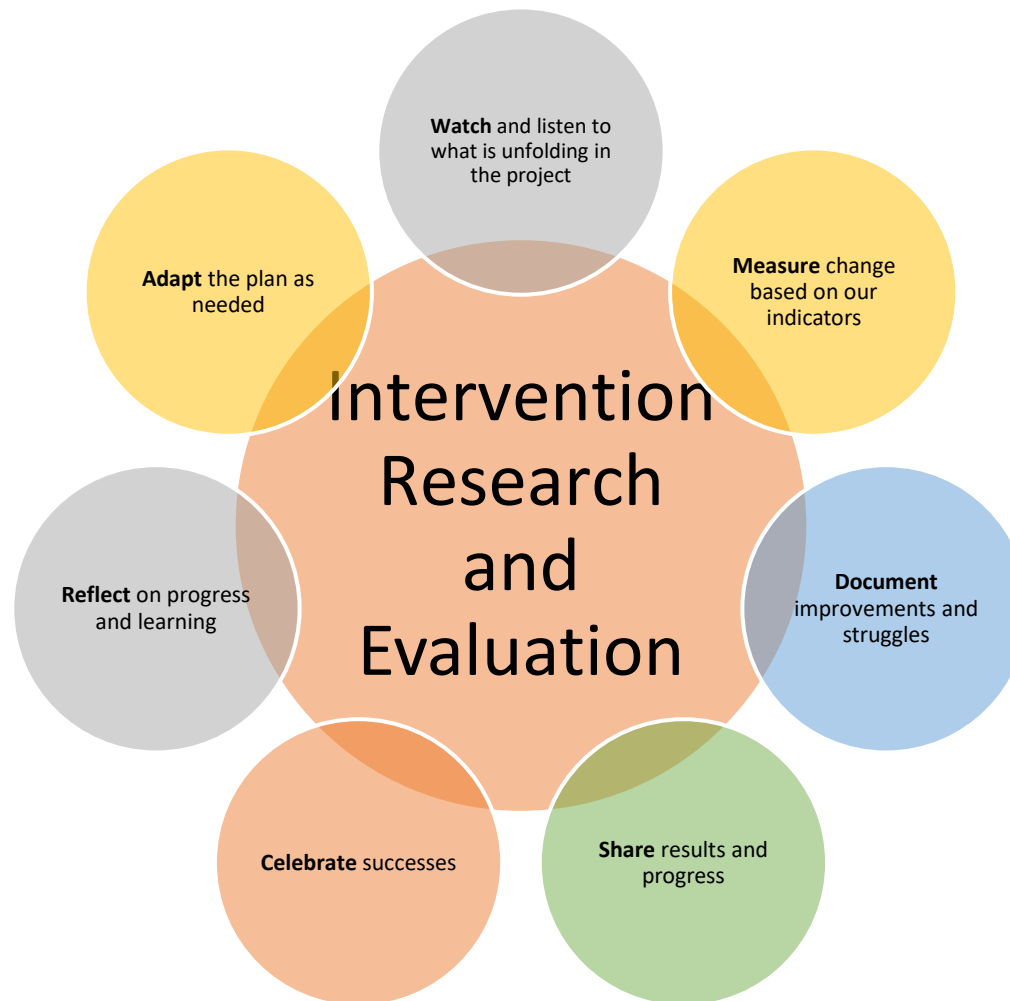 Watch and listen to
what is unfolding in
the project
Measure change
based on our
indicators
Document
improvements and
struggles
Share results and
progress
Celebrate successes
Reflect on progress
and learning
Adapt the plan as
needed
Intervention
Research
and
Evaluation